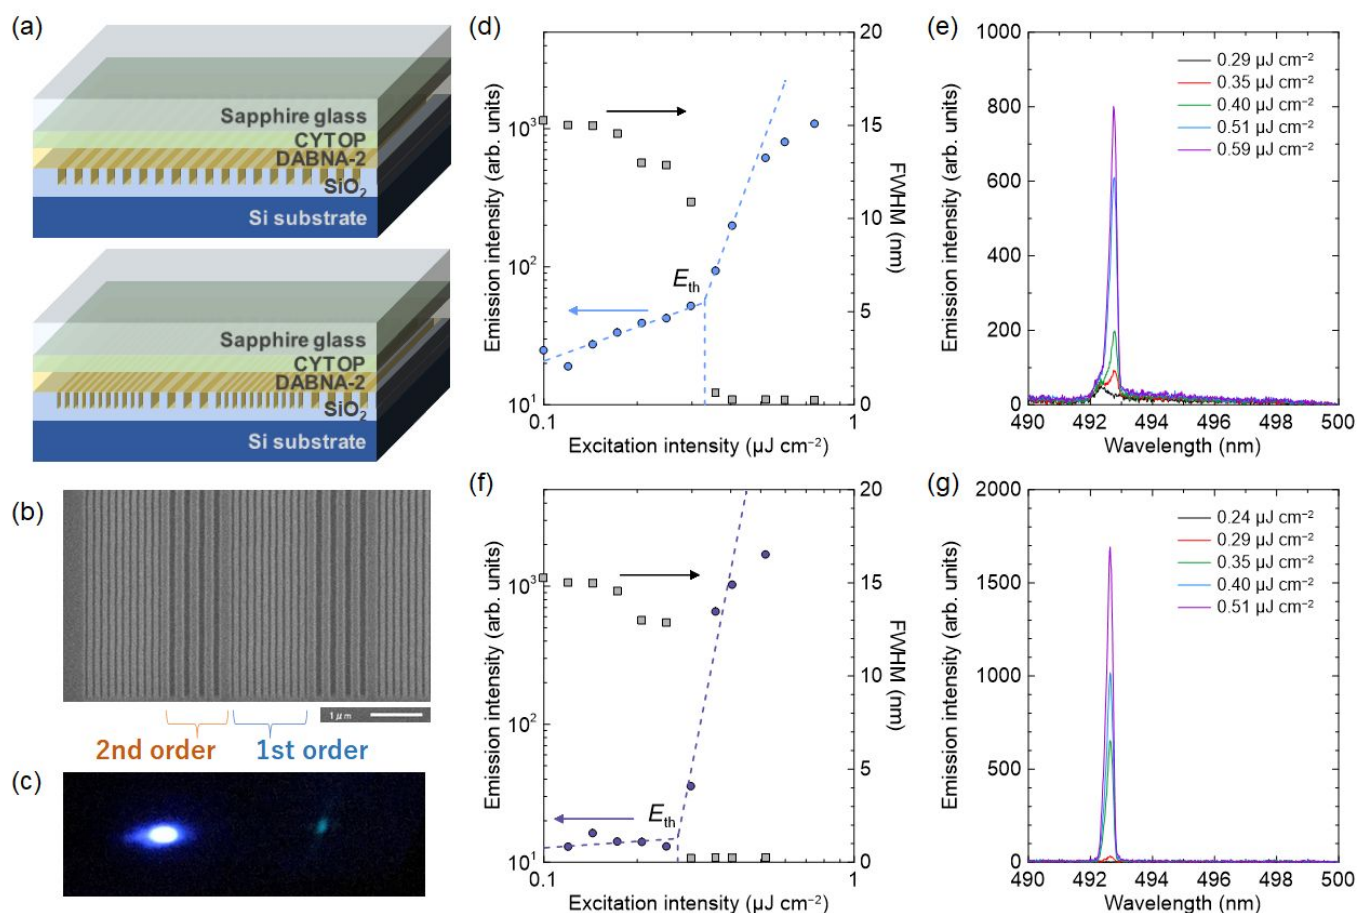 (a)
Sapphire glass
CYTOP
DABNA-2
SiO₂
Si substrate
Sapphire glass
CYTOP
DABNA-2
SiO₂
Si substrate
(b)
1 μm
2nd order
1st order
(c)
(d)
Emission intensity (arb. units)
10³
10²
10¹
20
15
10
5
0
FWHM (nm)
Eth
0.1
1
Excitation intensity (μJ cm⁻²)
(e)
Emission intensity (arb. units)
1000
800
600
400
200
0
0.29 μJ cm⁻²
0.35 μJ cm⁻²
0.40 μJ cm⁻²
0.51 μJ cm⁻²
0.59 μJ cm⁻²
490 492 494 496 498 500
Wavelength (nm)
(f)
Emission intensity (arb. units)
10³
10²
10¹
20
15
10
5
0
FWHM (nm)
Eth
0.1
1
Excitation intensity (μJ cm⁻²)
(g)
Emission intensity (arb. units)
2000
1500
1000
500
0
0.24 μJ cm⁻²
0.29 μJ cm⁻²
0.35 μJ cm⁻²
0.40 μJ cm⁻²
0.51 μJ cm⁻²
490 492 494 496 498 500
Wavelength (nm)